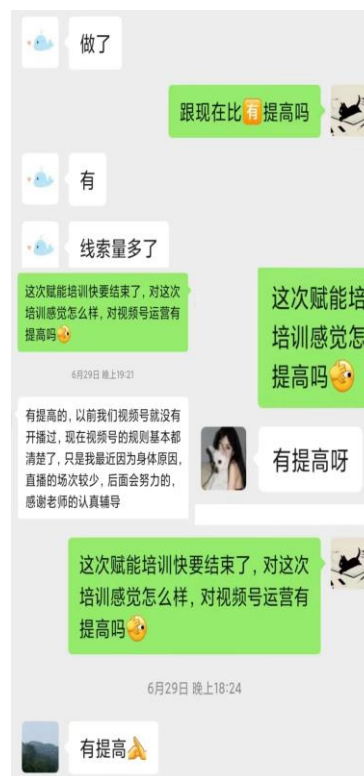 做了
跟现在比🈶提高吗
有
线索量多了
这次赋能培训快要结束了，对这次
培训感觉怎么样，对视频号运营有
提高吗
6月29日 晚上19:21
有提高的，以前我们视频号就没有
开播过，现在视频号的规则基本都
清楚了，只是我最近因为身体原因，
直播的场次较少，后面会努力的，
感谢老师的认真辅导
这次赋能培
培训感觉怎
提高吗
有提高呀
这次赋能培训快要结束了，对这次
培训感觉怎么样，对视频号运营有
提高吗
6月29日 晚上18:24
有提高